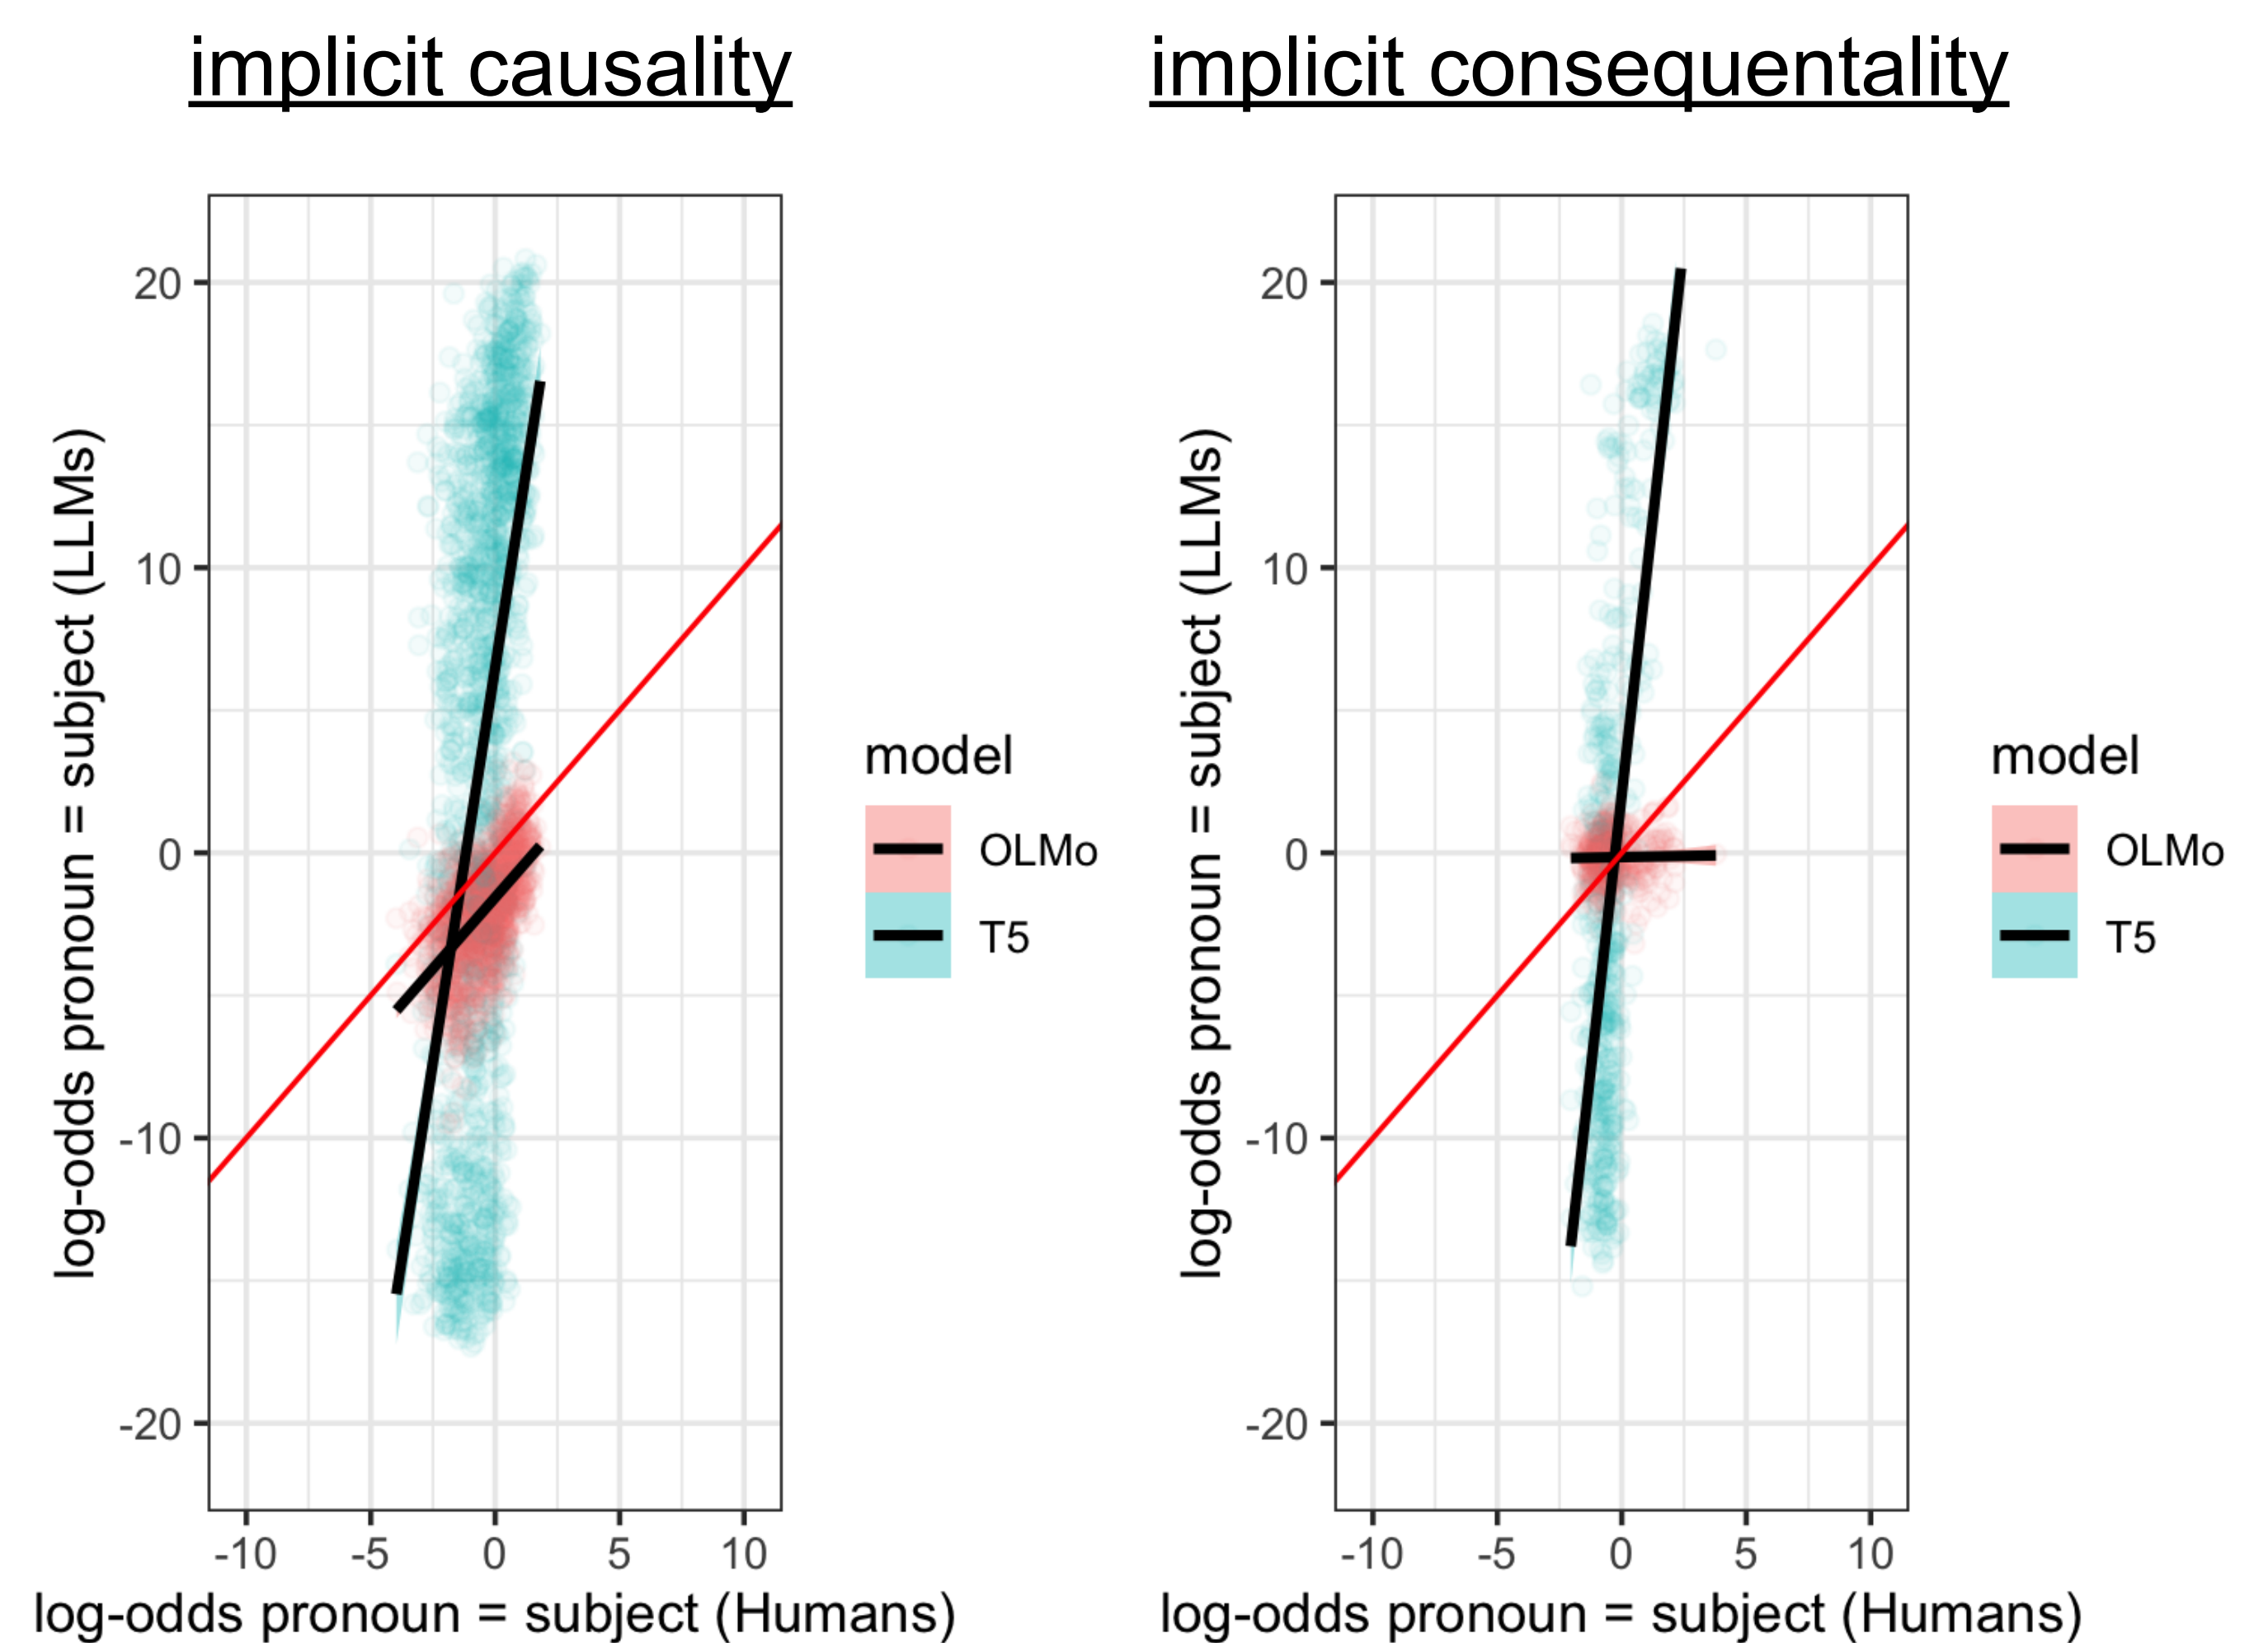 implicit causality
implicit consequentality
log-odds pronoun = subject (LLMs)
20
10
0
-10
-20
-10
-5
0
5
10
log-odds pronoun = subject (Humans)
model
OLMo
T5
log-odds pronoun = subject (LLMs)
20
10
0
-10
-20
-10
-5
0
5
10
log-odds pronoun = subject (Humans)
model
OLMo
T5